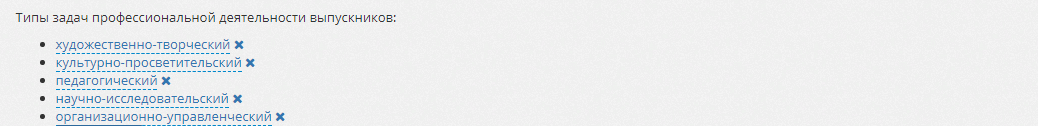 Типы задач профессиональной деятельности выпускников:
художественно-творческий
культурно-просветительский
педагогический
научно-исследовательский
организационно-управленческий